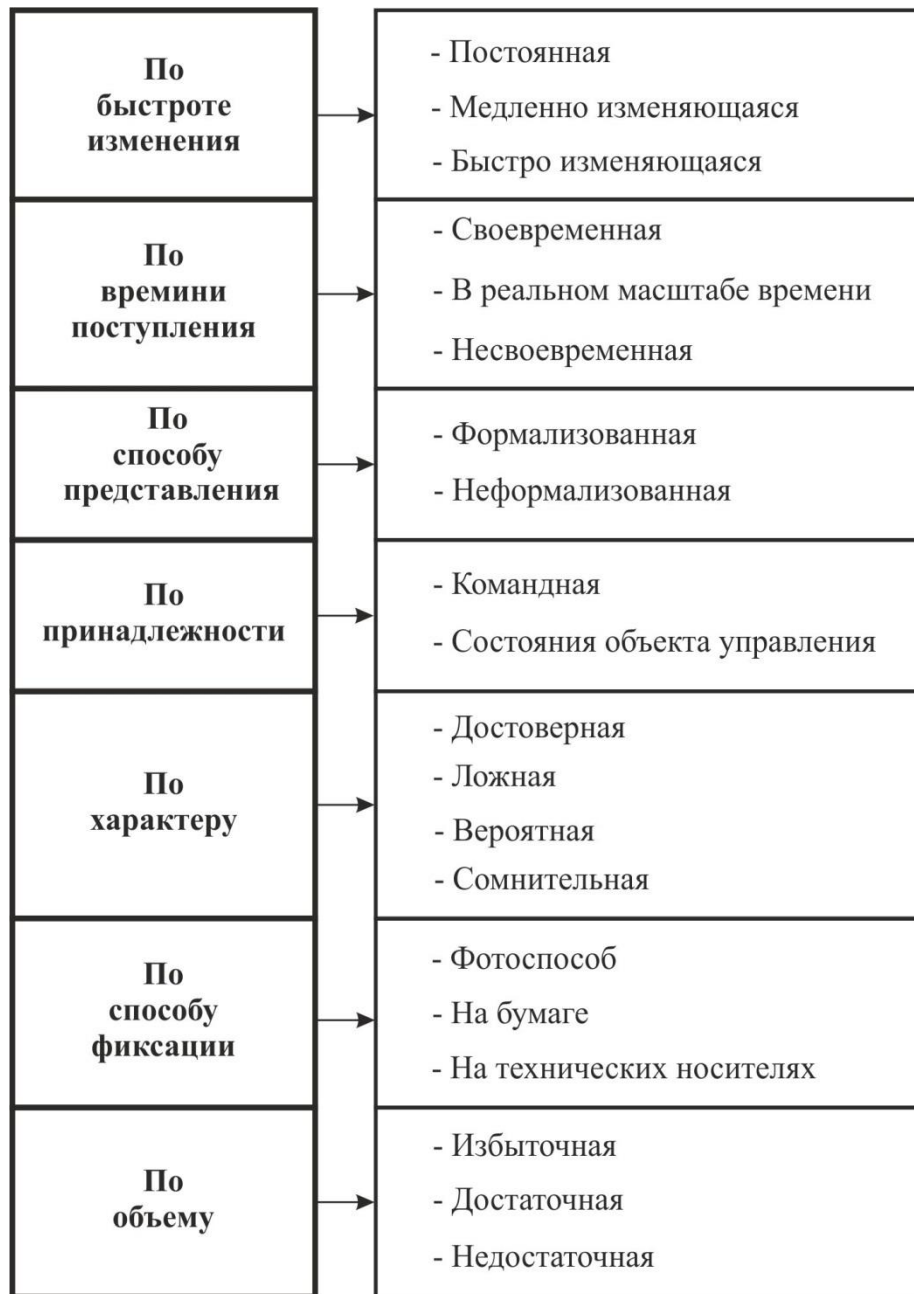 По
быстроте
изменения
- Постоянная
- Медленно изменяющаяся
- Быстро изменяющаяся
По
времини
поступления
- Своевременная
- В реальном масштабе времени
- Несвоевременная
По
способу
представления
- Формализованная
- Неформализованная
По
принадлежности
- Командная
- Состояния объекта управления
По
характеру
- Достоверная
- Ложная
- Вероятная
- Сомнительная
По
способу
фиксации
- Фотоспособ
- На бумаге
- На технических носителях
По
объему
- Избыточная
- Достаточная
- Недостаточная